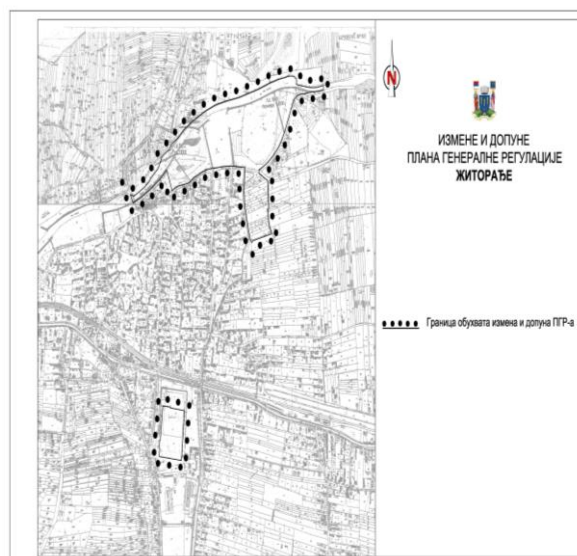 N
ИЗМЕНЕ И ДОПУНЕ
ПЛАНА ГЕНЕРАЛНЕ РЕГУЛАЦИЈЕ
ЖИТОРАЂЕ
Граница обухвата измена и допуна ПГР-а